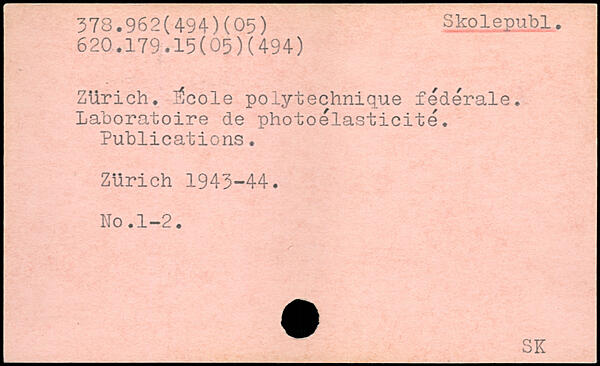 378.962(494)(05)
Skolepubl.
620.179.15(05)(494)
Zürich. École polytechnique fédérale.
Laboratoire de photoélasticité.
Publications.
Zürich 1943-44.
No.1-2.
SK